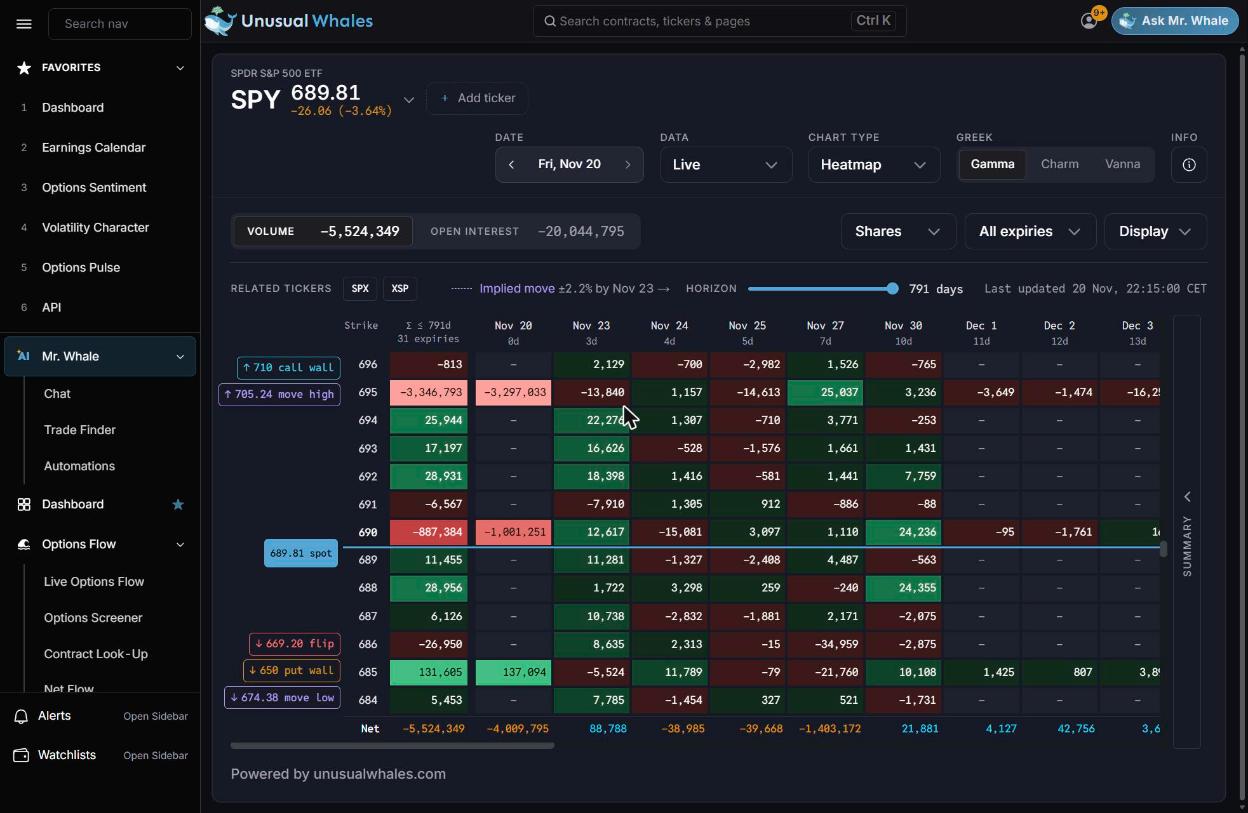 Search nav
Unusual Whales
Search contracts, tickers & pages
Ctrl K
9+
Ask Mr. Whale
FAVORITES
1 Dashboard
2 Earnings Calendar
3 Options Sentiment
4 Volatility Character
5 Options Pulse
6 API
AI Mr. Whale
Chat
Trade Finder
Automations
Dashboard
Options Flow
Live Options Flow
Options Screener
Contract Look-Up
Net Flow
Alerts Open Sidebar
Watchlists Open Sidebar
SPDR S&P 500 ETF
SPY 689.81
−26.06 (−3.64%)
+ Add ticker
DATE DATA CHART TYPE GREEK INFO
Fri, Nov 20 Live Heatmap Gamma Charm Vanna
VOLUME −5,524,349 OPEN INTEREST −20,044,795 Shares All expiries Display
RELATED TICKERS SPX XSP Implied move ±2.2% by Nov 23 → HORIZON 791 days Last updated 20 Nov, 22:15:00 CET
Strike Σ ≤ 791d Nov 20 Nov 23 Nov 24 Nov 25 Nov 27 Nov 30 Dec 1 Dec 2 Dec 3
31 expiries 0d 3d 4d 5d 7d 10d 11d 12d 13d
↑ 710 call wall 696 −813 – 2,129 −700 −2,982 1,526 −765 – – –
↑ 705.24 move high 695 −3,346,793 −3,297,033 −13,840 1,157 −14,613 25,037 3,236 −3,649 −1,474 −16,25
694 25,944 – 22,276 1,307 −710 3,771 −253 – – –
693 17,197 – 16,626 −528 −1,576 1,661 1,431 – – –
692 28,931 – 18,398 1,416 −581 1,441 7,759 – – –
691 −6,567 – −7,910 1,305 912 −886 −88 – – –
690 −887,384 −1,001,251 12,617 −15,081 3,097 1,110 24,236 −95 −1,761
689.81 spot
689 11,455 – 11,281 −1,327 −2,408 4,487 −563 – – –
688 28,956 – 1,722 3,298 259 −240 24,355 – – –
687 6,126 – 10,738 −2,832 −1,881 2,171 −2,075 – – –
↓ 669.20 flip 686 −26,950 – 8,635 2,313 −15 −34,959 −2,875 – – –
↓ 650 put wall 685 131,605 137,094 −5,524 11,789 −79 −21,760 10,108 1,425 807 3,89
↓ 674.38 move low 684 5,453 – 7,785 −1,454 327 521 −1,731 – – –
Net −5,524,349 −4,009,795 88,788 −38,985 −39,668 −1,403,172 21,881 4,127 42,756 3,6
SUMMARY
Powered by unusualwhales.com